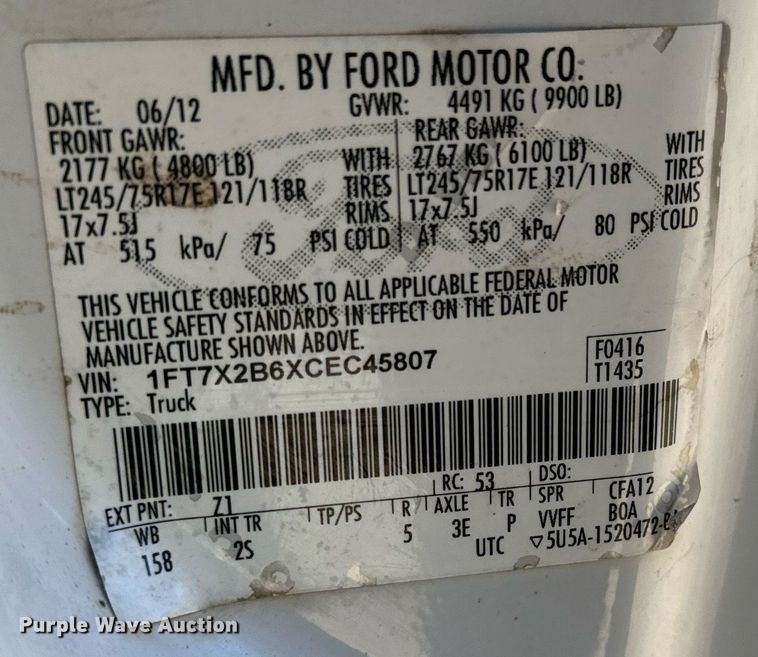 MFD. BY FORD MOTOR CO.
DATE: 06/12 GVWR: 4491 KG ( 9900 LB)
FRONT GAWR: REAR GAWR:
2177 KG ( 4800 LB) WITH 2767 KG ( 6100 LB) WITH
LT245/75R17E 121/118R TIRES LT245/75R17E 121/118R TIRES
17x7.5J RIMS 17x7.5J RIMS
AT 515 kPa/ 75 PSI COLD AT 550 kPa/ 80 PSI COLD
THIS VEHICLE CONFORMS TO ALL APPLICABLE FEDERAL MOTOR
VEHICLE SAFETY STANDARDS IN EFFECT ON THE DATE OF
MANUFACTURE SHOWN ABOVE.
VIN: 1FT7X2B6XCEC45807 F0416
TYPE: Truck T1435
EXT PNT: Z1 RC: 53 DSO:
WB INT TR TP/PS R AXLE TR SPR CFA12
158 2S 5 3E P VVFF BOA
UTC ▽5U5A-1520472-
Purple Wave Auction